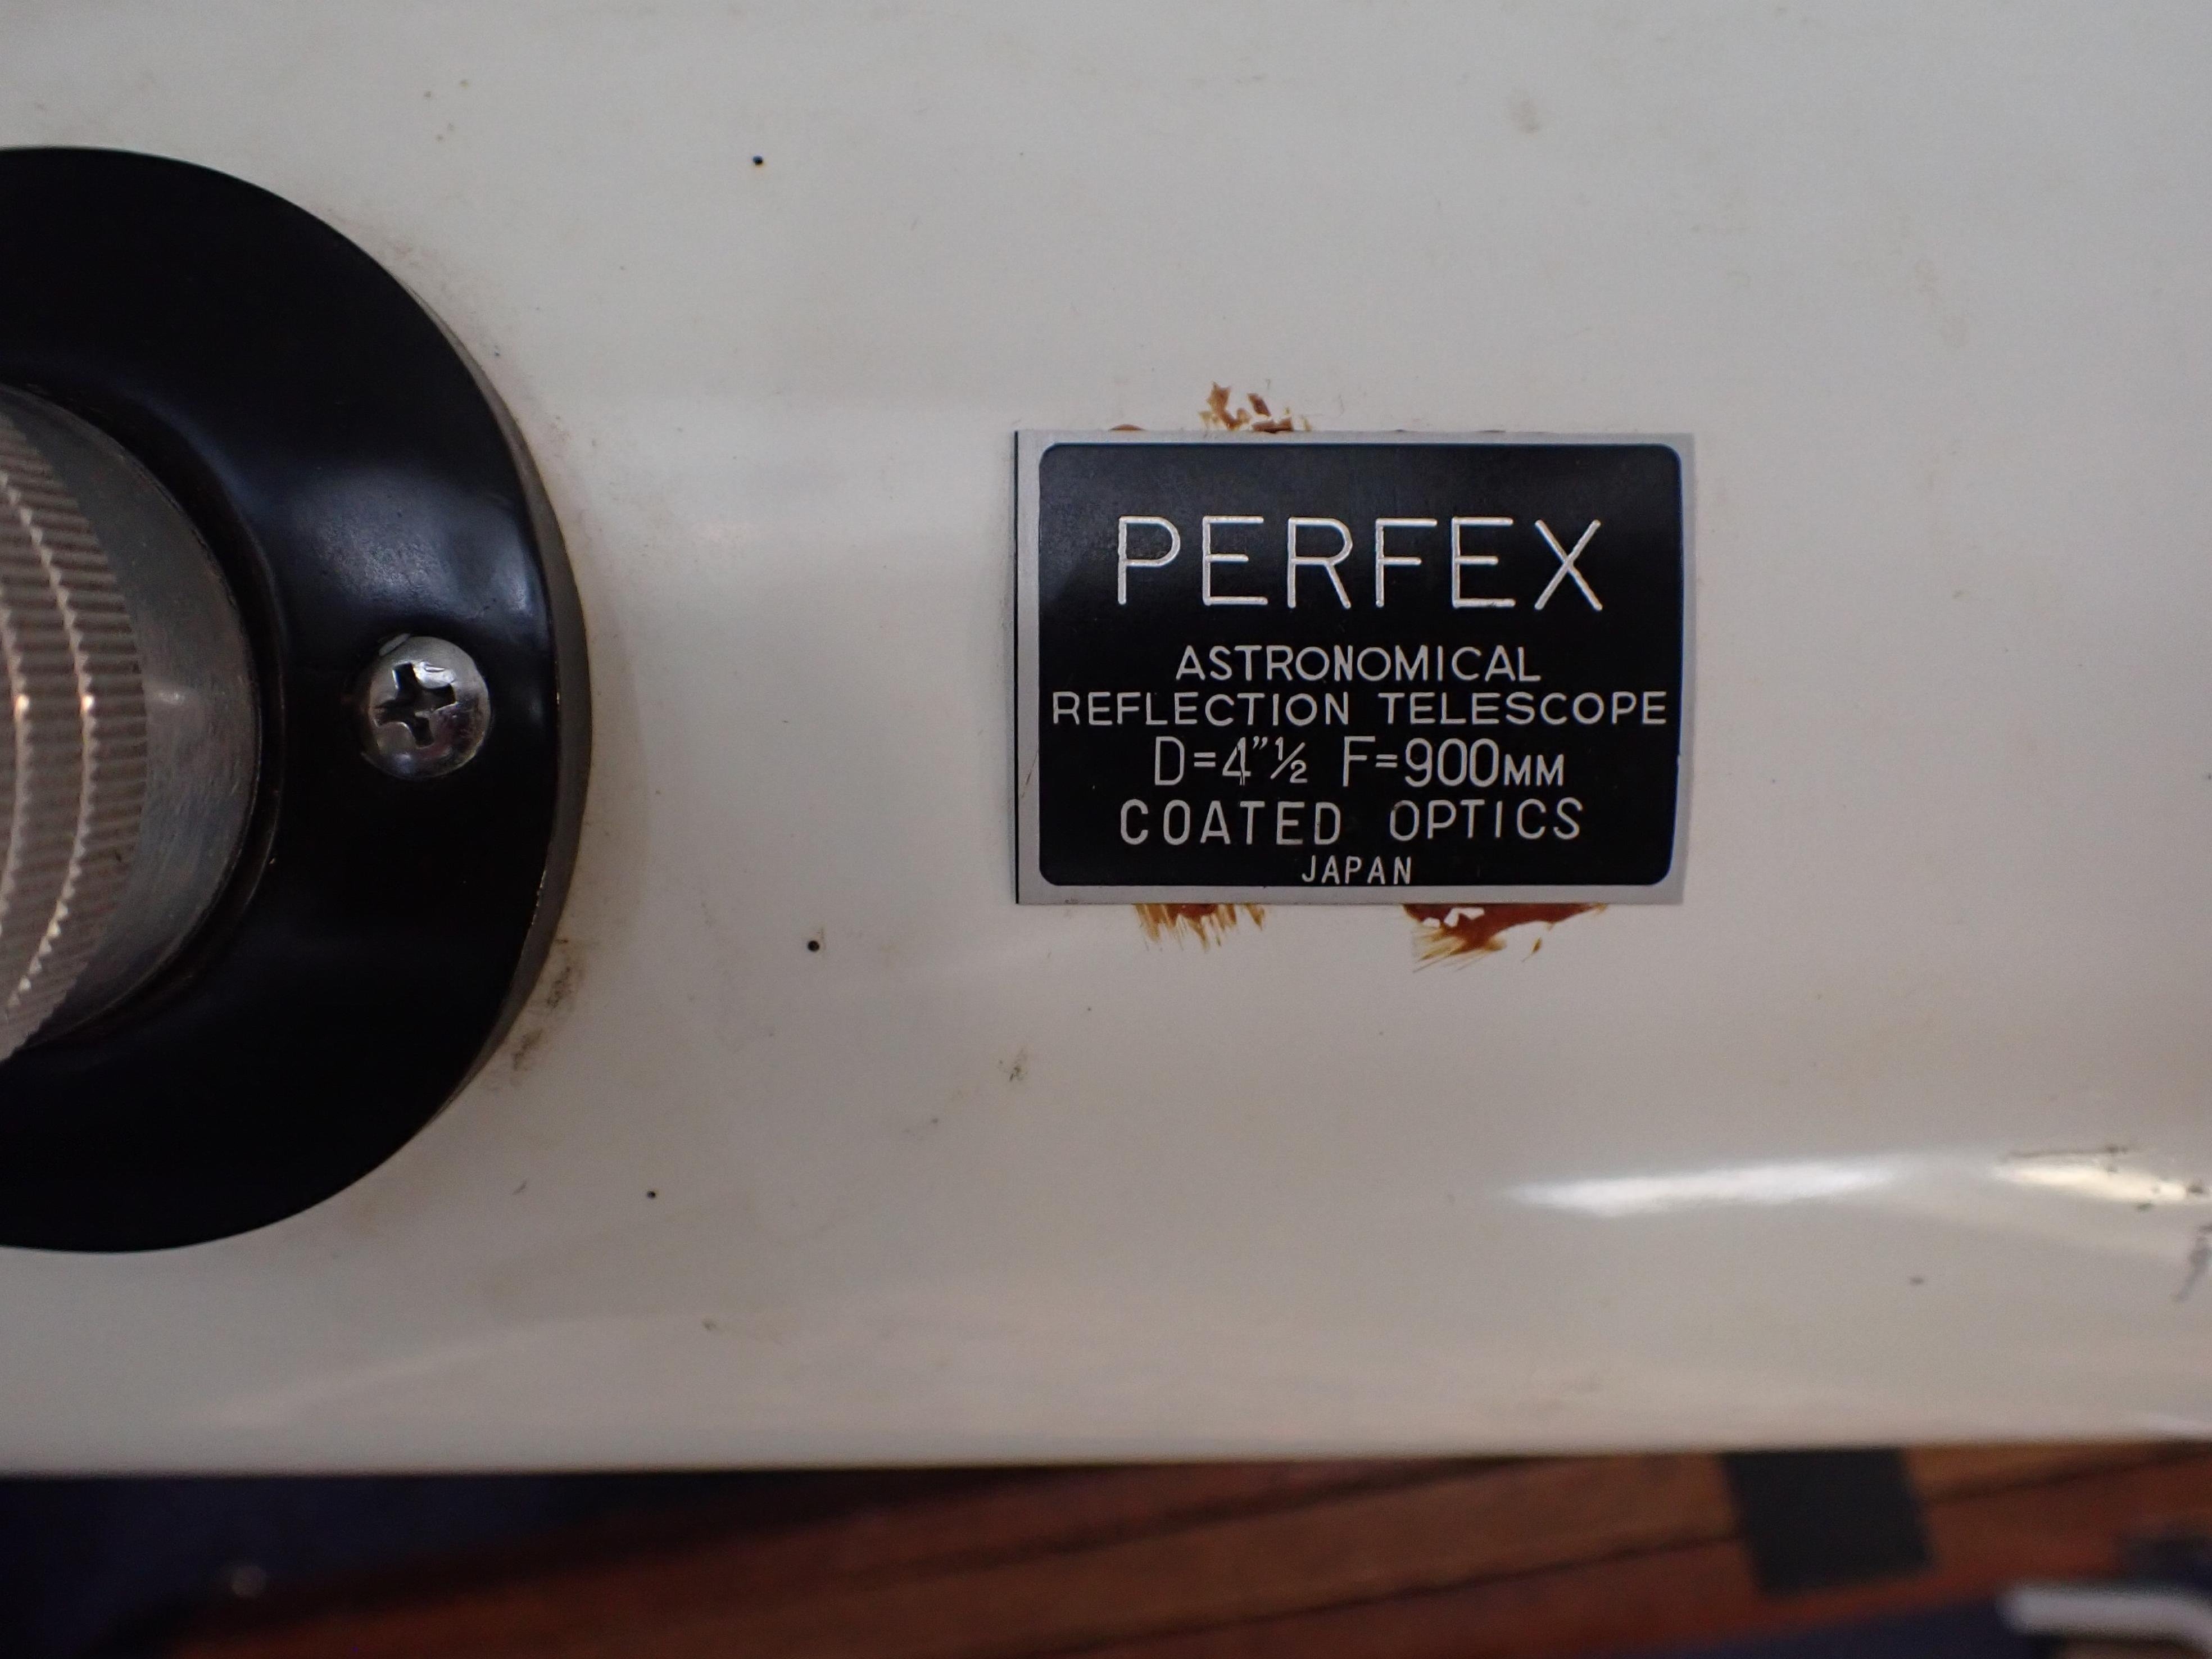 PERFEX
ASTRONOMICAL
REFLECTION TELESCOPE
D=4"½ F=900MM
COATED OPTICS
JAPAN